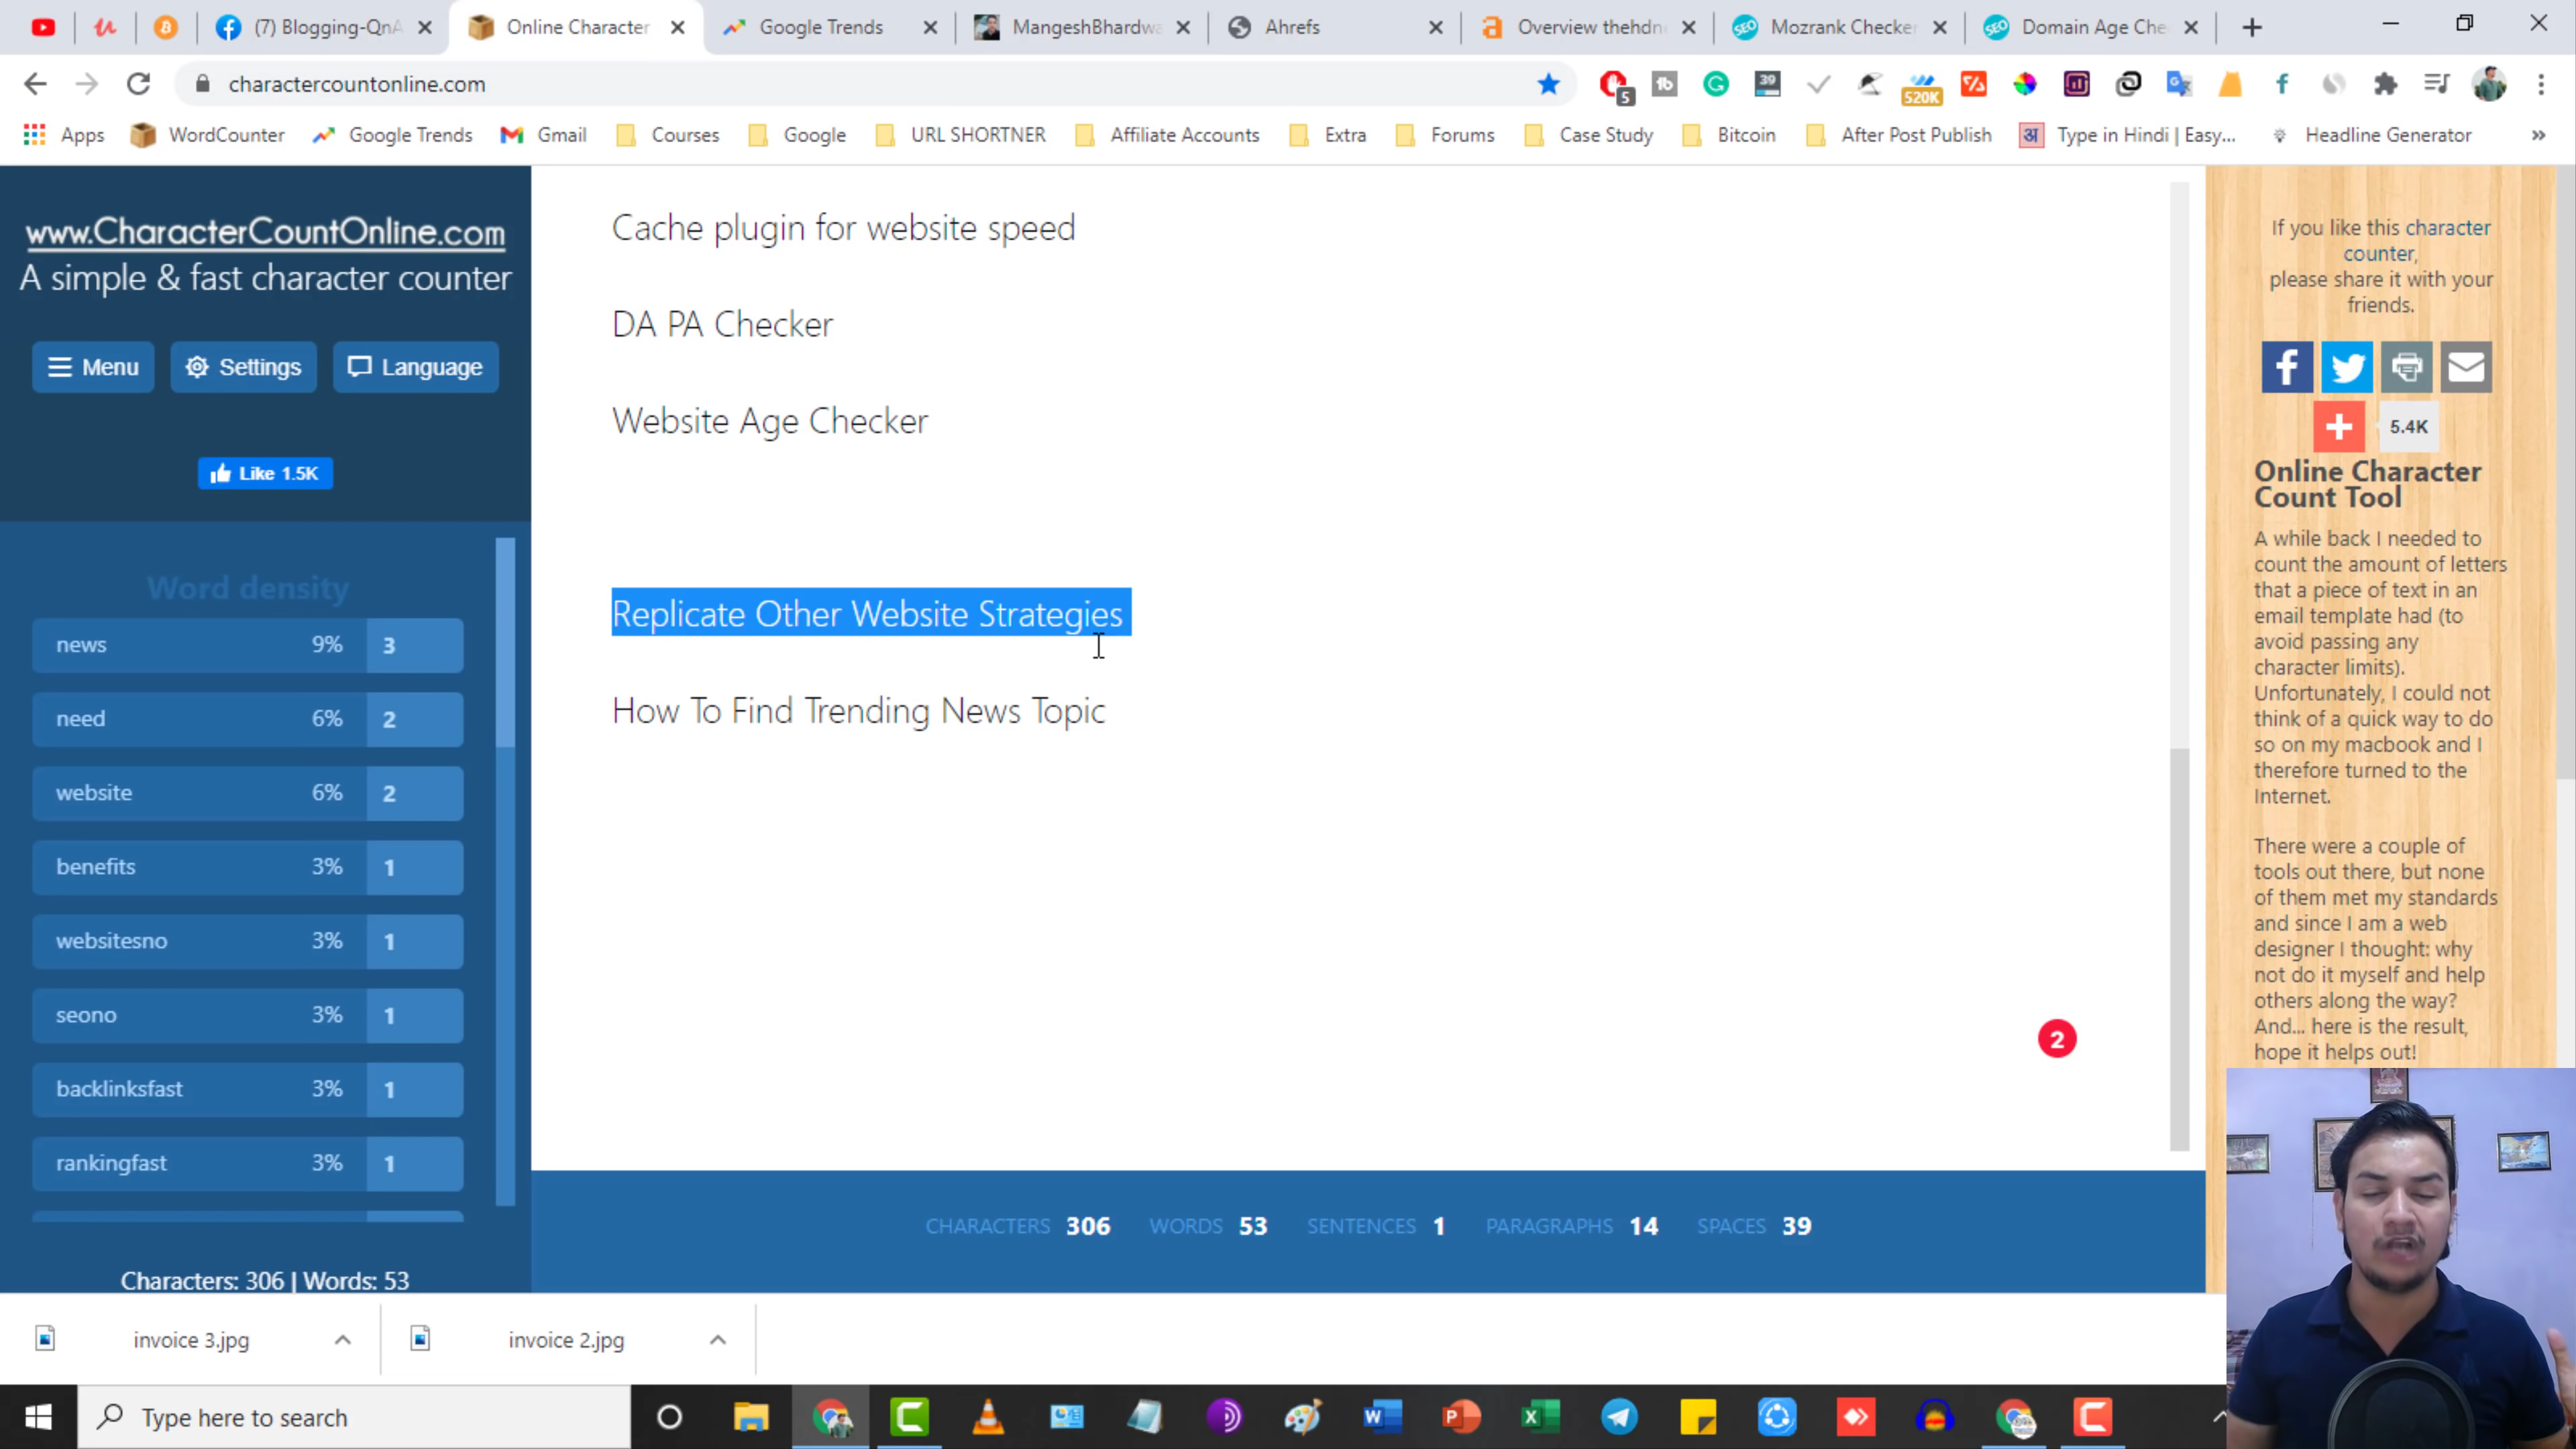 (7) Blogging-QnA
Online Character
Google Trends
MangeshBhardwa
Ahrefs
Overview thehdn
Mozrank Checker
Domain Age Che
charactercountonline.com
5
39
520K
Apps
WordCounter
Google Trends
Gmail
Courses
Google
URL SHORTNER
Affiliate Accounts
Extra
Forums
Case Study
Bitcoin
After Post Publish
Type in Hindi | Easy...
Headline Generator
www.CharacterCountOnline.com
A simple & fast character counter
Menu
Settings
Language
Like 1.5K
Word density
news 9% 3
need 6% 2
website 6% 2
benefits 3% 1
websitesno 3% 1
seono 3% 1
backlinksfast 3% 1
rankingfast 3% 1
Characters: 306 | Words: 53
Cache plugin for website speed
DA PA Checker
Website Age Checker
Replicate Other Website Strategies
How To Find Trending News Topic
2
CHARACTERS 306 WORDS 53 SENTENCES 1 PARAGRAPHS 14 SPACES 39
If you like this character
counter,
please share it with your
friends.
5.4K
Online Character
Count Tool
A while back I needed to
count the amount of letters
that a piece of text in an
email template had (to
avoid passing any
character limits).
Unfortunately, I could not
think of a quick way to do
so on my macbook and I
therefore turned to the
Internet.
There were a couple of
tools out there, but none
of them met my standards
and since I am a web
designer I thought: why
not do it myself and help
others along the way?
And... here is the result,
hope it helps out!
invoice 3.jpg
invoice 2.jpg
Type here to search